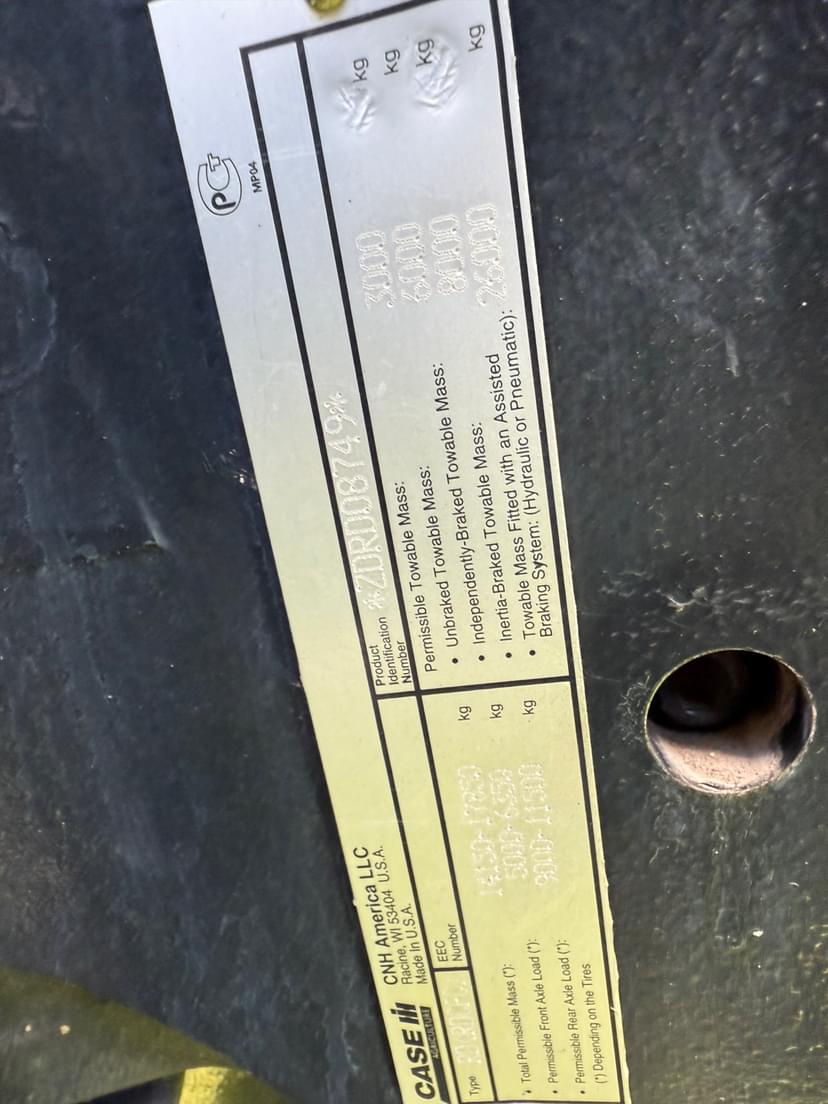 CASE III
AGRICULTURE
CNH America LLC
Racine, WI 53404 U.S.A.
Made In U.S.A.
Product
Identification
Number
*ZDRD08749*
PCT
MP04
Type
EEC
Number
• Total Permissible Mass (*): 14150-17850 kg
• Permissible Front Axle Load (*): 5000-6350 kg
• Permissible Rear Axle Load (*): 9000-11500 kg
(*) Depending on the Tires
Permissible Towable Mass:
• Unbraked Towable Mass: 3000 kg
• Independently-Braked Towable Mass: 6000 kg
• Inertia-Braked Towable Mass: 8000 kg
• Towable Mass Fitted with an Assisted
Braking System: (Hydraulic or Pneumatic): 26000 kg